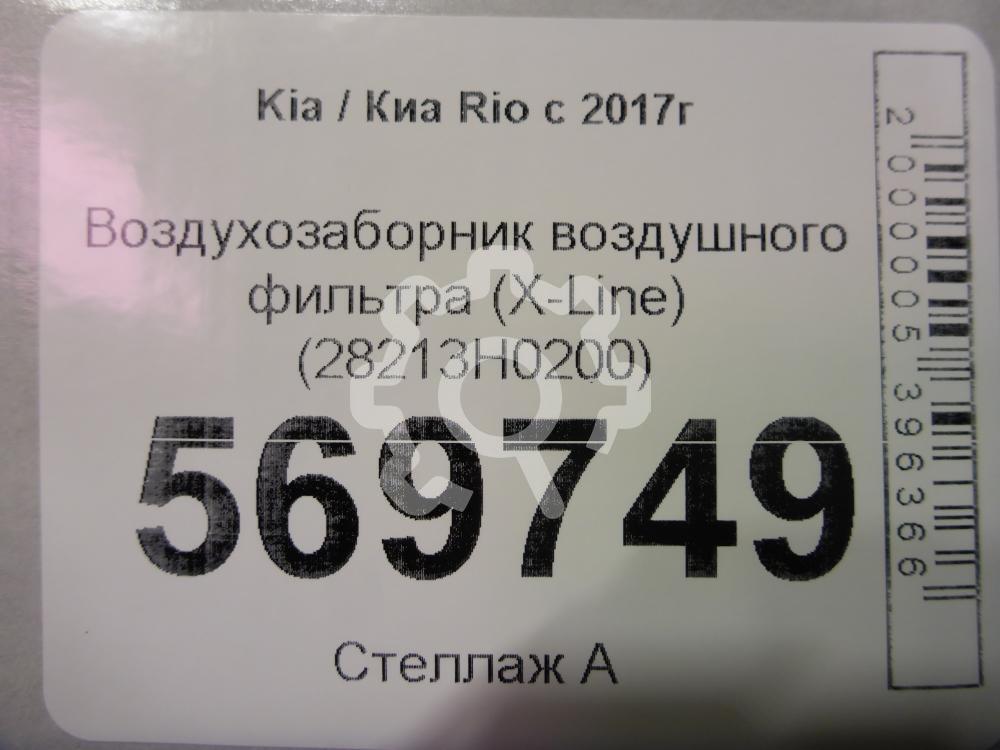 Kia / Киа Rio с 2017г
Воздухозаборник воздушного
фильтра (X-Line)
(28213H0200)
569749
Стеллаж А
2000005396366